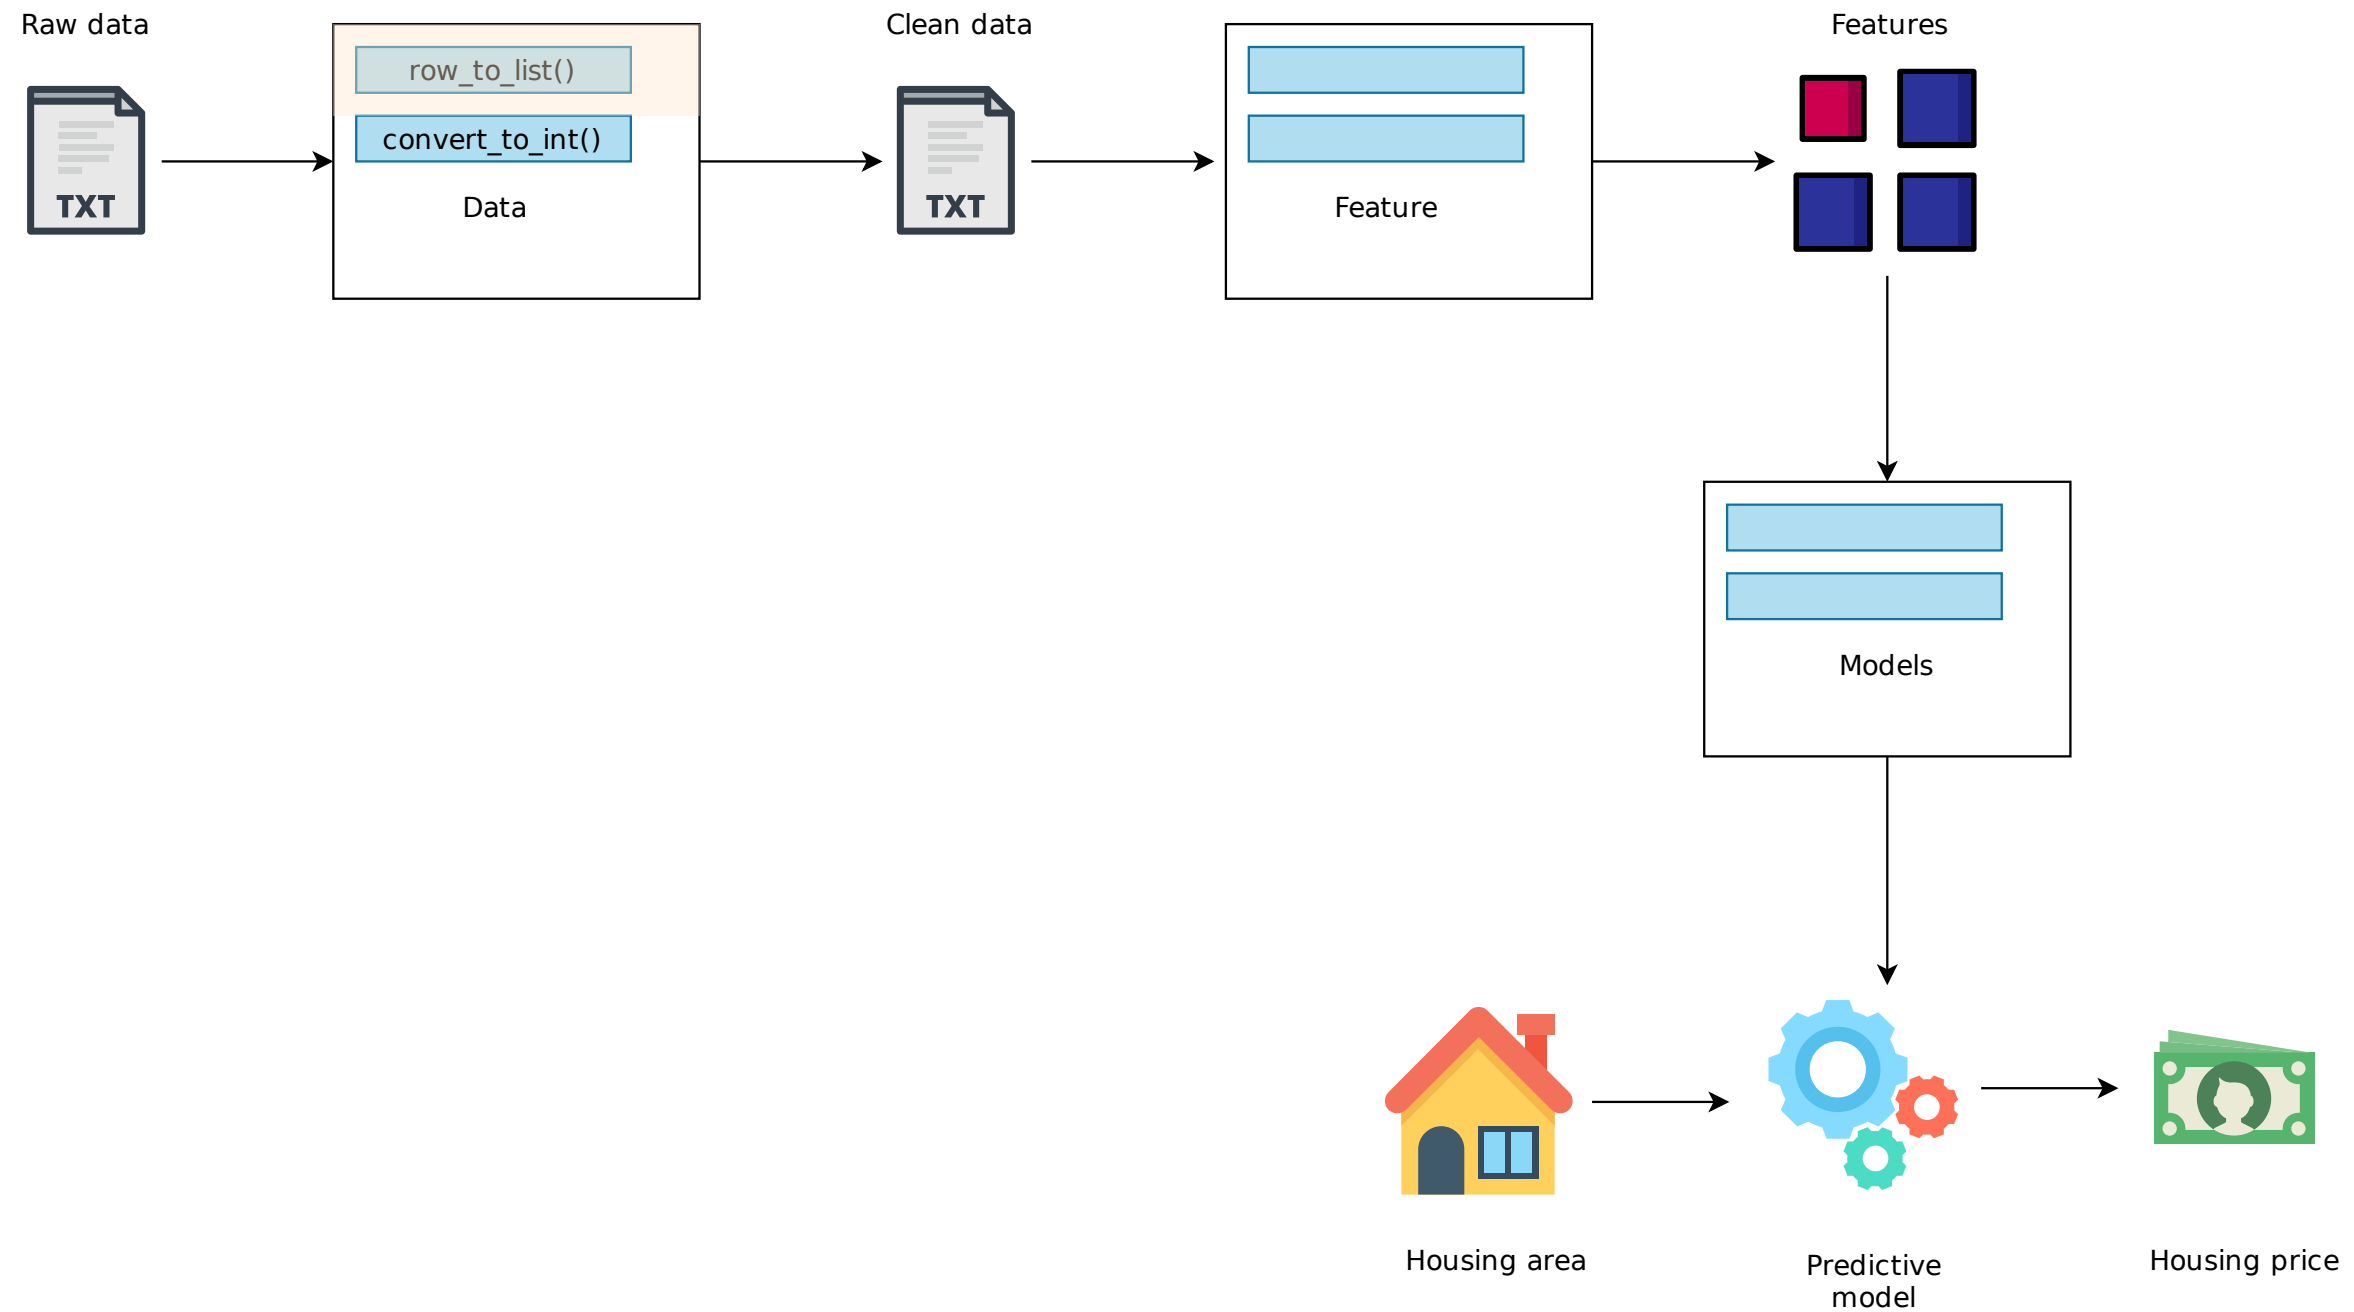 Raw data
Clean data
Features
row_to_list()
convert_to_int()
TXT
Data
TXT
Feature
Models
Housing area
Predictive
model
Housing price